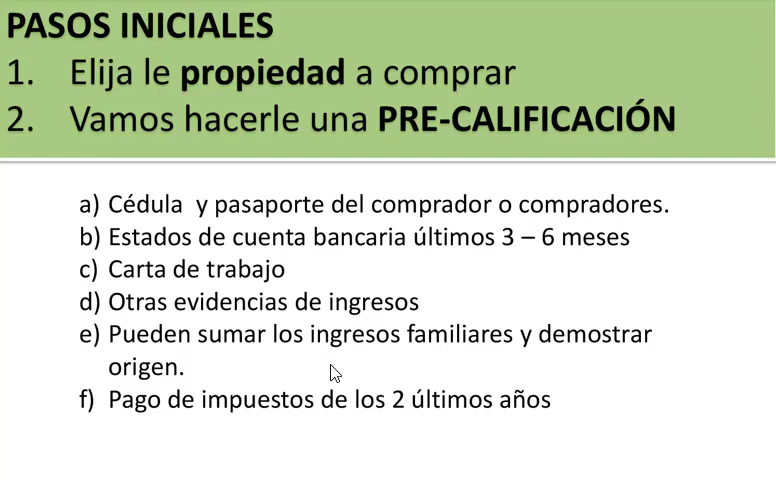 PASOS INICIALES
1. Elija le propiedad a comprar
2. Vamos hacerle una PRE-CALIFICACIÓN
a) Cédula y pasaporte del comprador o compradores.
b) Estados de cuenta bancaria últimos 3 – 6 meses
c) Carta de trabajo
d) Otras evidencias de ingresos
e) Pueden sumar los ingresos familiares y demostrar
origen.
f) Pago de impuestos de los 2 últimos años